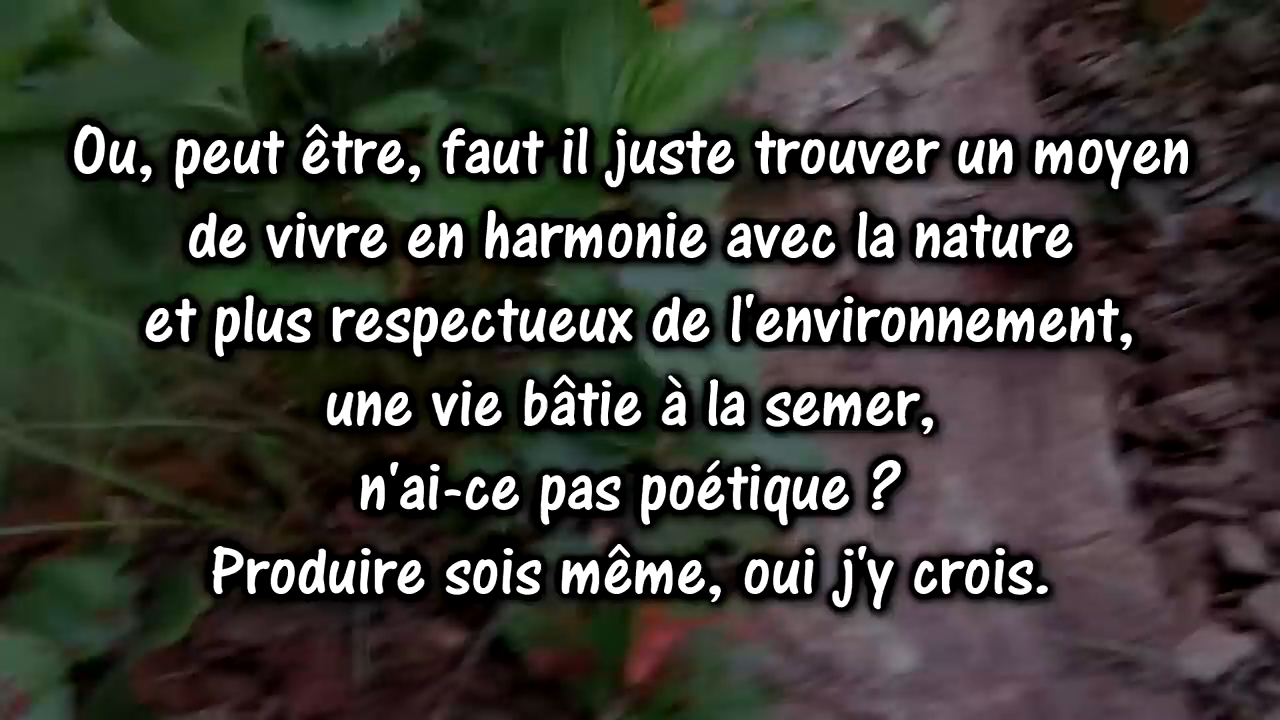 Ou, peut être, faut il juste trouver un moyen
de vivre en harmonie avec la nature
et plus respectueux de l'environnement,
une vie bâtie à la semer,
n'ai-ce pas poétique ?
Produire sois même, oui j'y crois.